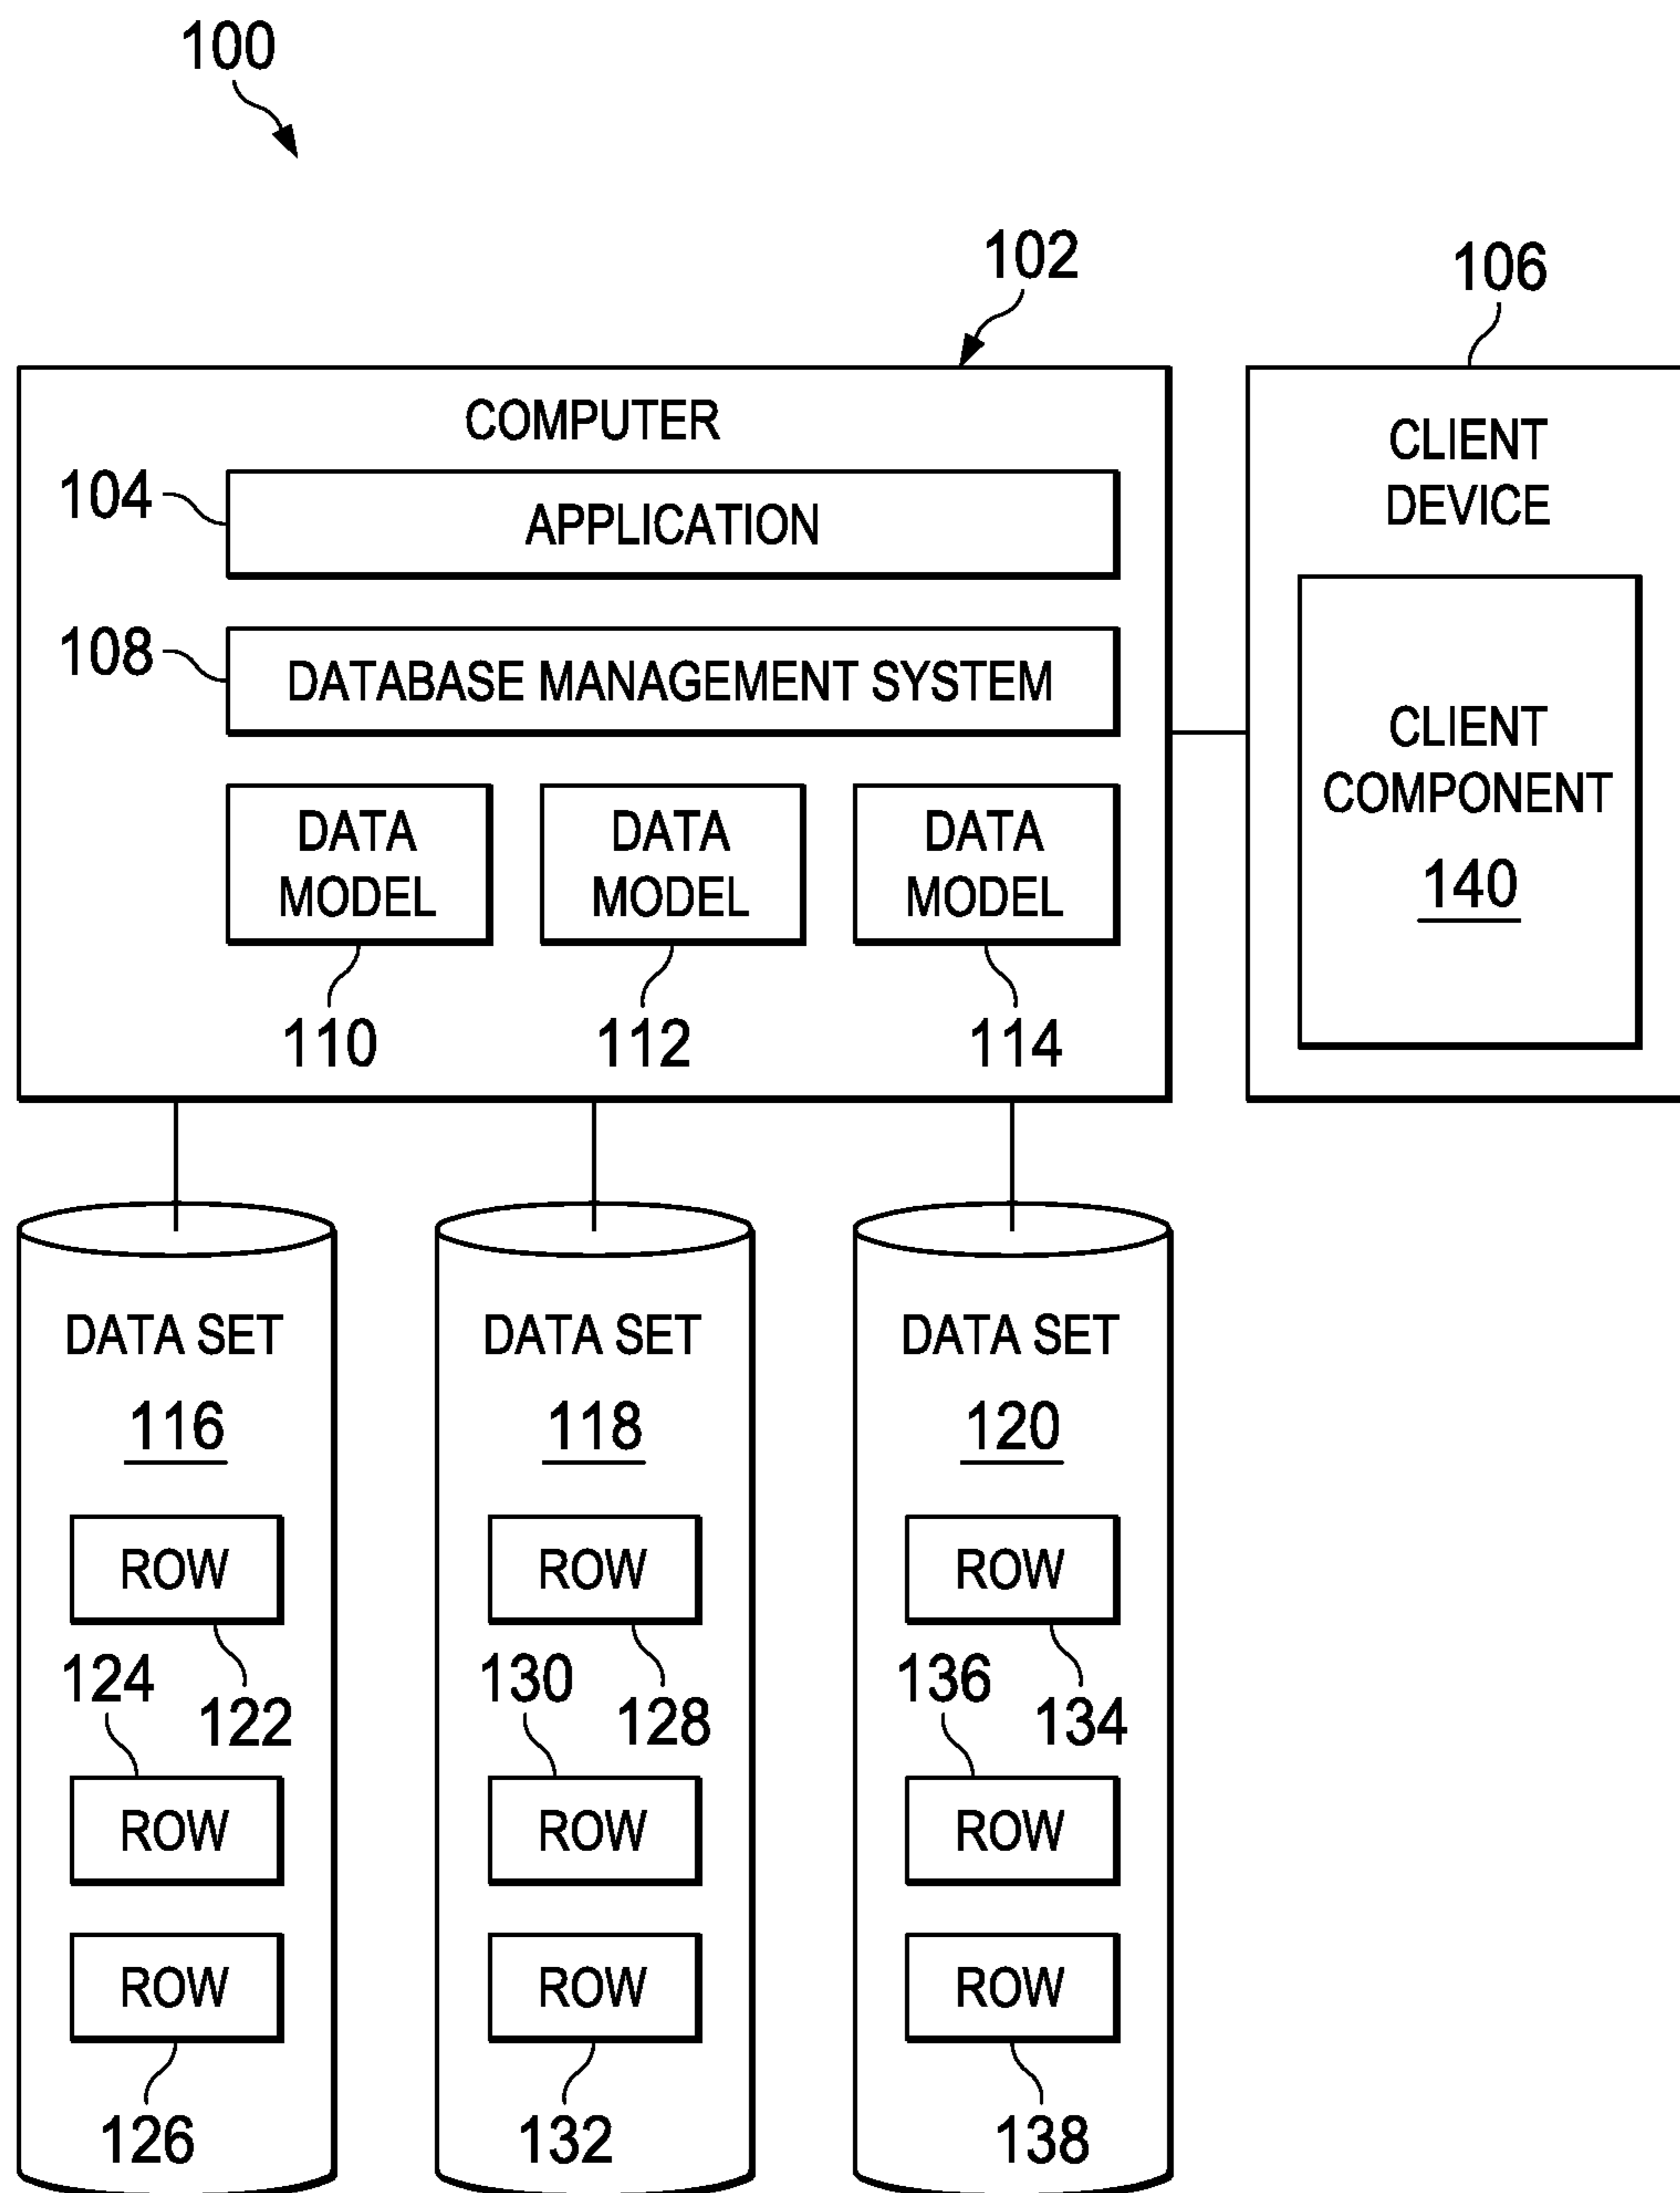 100
102
106
COMPUTER
104
APPLICATION
108
DATABASE MANAGEMENT SYSTEM
DATA
MODEL
DATA
MODEL
DATA
MODEL
110
112
114
CLIENT
DEVICE
CLIENT
COMPONENT
140
DATA SET
116
ROW
122
124
ROW
ROW
126
DATA SET
118
ROW
128
130
ROW
ROW
132
DATA SET
120
ROW
134
136
ROW
ROW
138